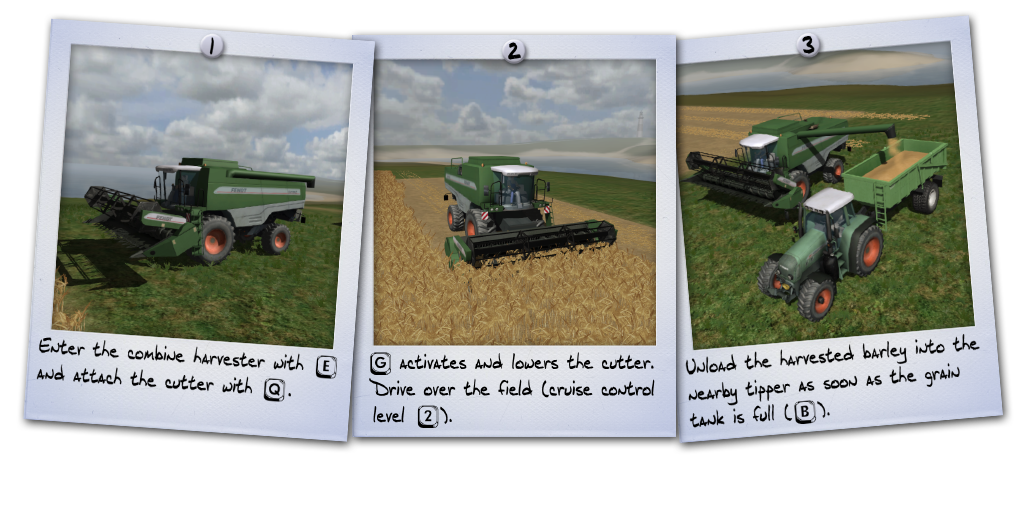 1
Enter the combine harvester with E
and attach the cutter with Q.
2
G activates and lowers the cutter.
Drive over the field (cruise control
level 2).
3
Unload the harvested barley into the
nearby tipper as soon as the grain
tank is full (B).
FENDT